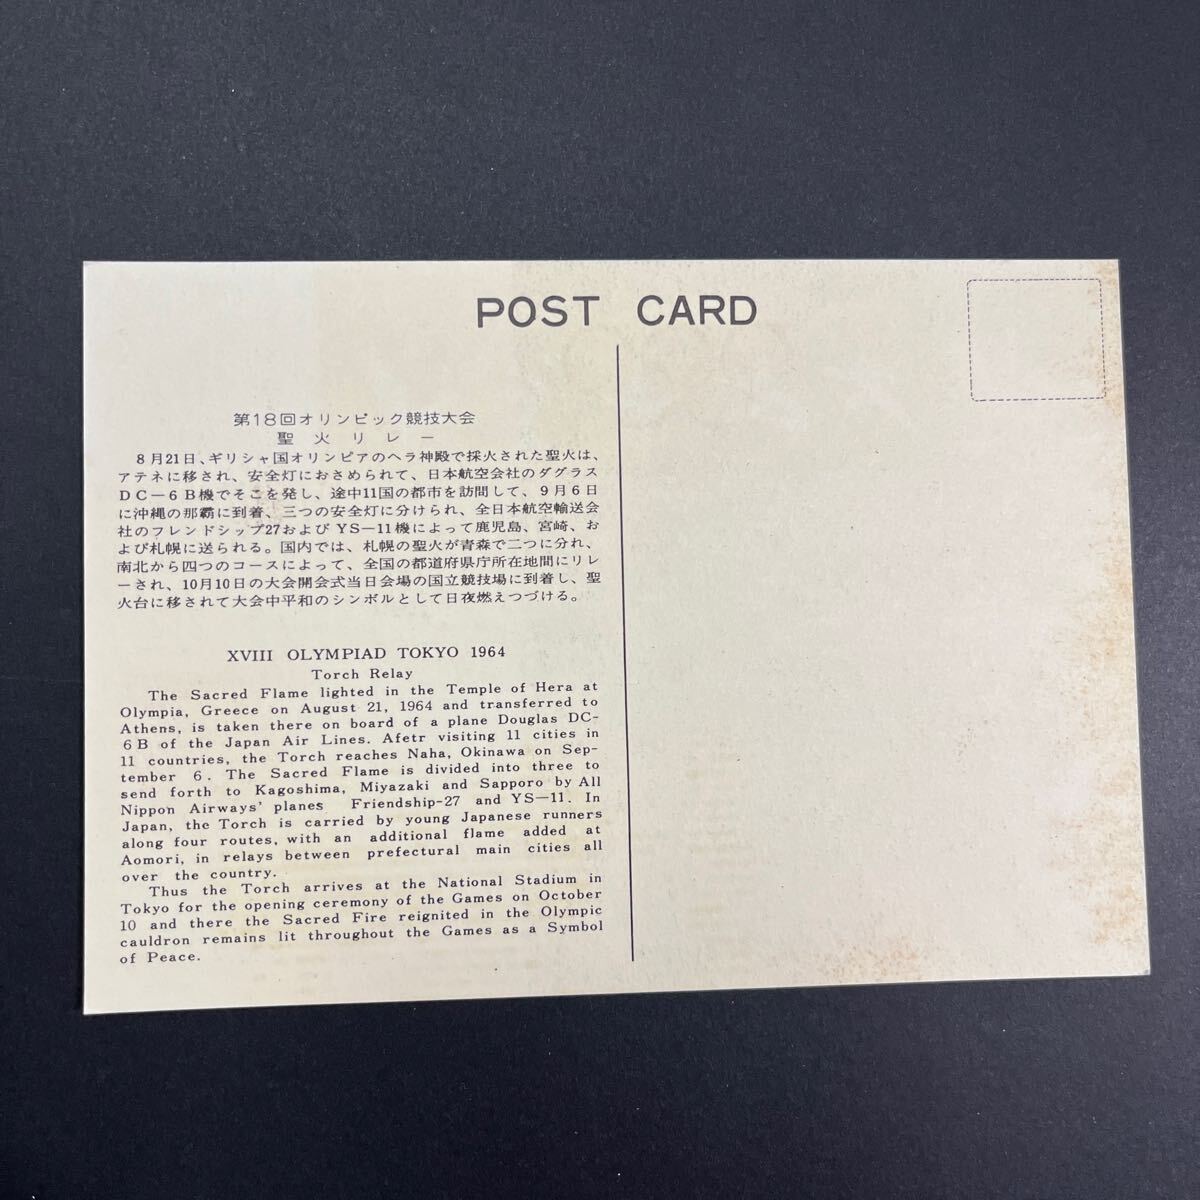 POST CARD
第18回オリンピック競技大会
聖火リレー
8月21日、ギリシャ国オリンピアのヘラ神殿で採火された聖火は、
アテネに移され、安全灯におさめられて、日本航空会社のダグラス
DC－6B機でそこを発し、途中11国の都市を訪問して、9月6日
に沖縄の那覇に到着、三つの安全灯に分けられ、全日本航空輸送会
社のフレンドシップ27およびYS－11機によって鹿児島、宮崎、お
よび札幌に送られる。国内では、札幌の聖火が青森で二つに分れ、
南北から四つのコースによって、全国の都道府県庁所在地間にリレ
ーされ、10月10日の大会開会式当日会場の国立競技場に到着し、聖
火台に移されて大会中平和のシンボルとして日夜燃えつづける。
XVIII OLYMPIAD TOKYO 1964
Torch Relay
The Sacred Flame lighted in the Temple of Hera at
Olympia, Greece on August 21, 1964 and transferred to
Athens, is taken there on board of a plane Douglas DC-
6B of the Japan Air Lines. Afetr visiting 11 cities in
11 countries, the Torch reaches Naha, Okinawa on Sep-
tember 6. The Sacred Flame is divided into three to
send forth to Kagoshima, Miyazaki and Sapporo by All
Nippon Airways' planes Friendship-27 and YS—11. In
Japan, the Torch is carried by young Japanese runners
along four routes, with an additional flame added at
Aomori, in relays between prefectural main cities all
over the country.
Thus the Torch arrives at the National Stadium in
Tokyo for the opening ceremony of the Games on October
10 and there the Sacred Fire reignited in the Olympic
cauldron remains lit throughout the Games as a Symbol
of Peace.